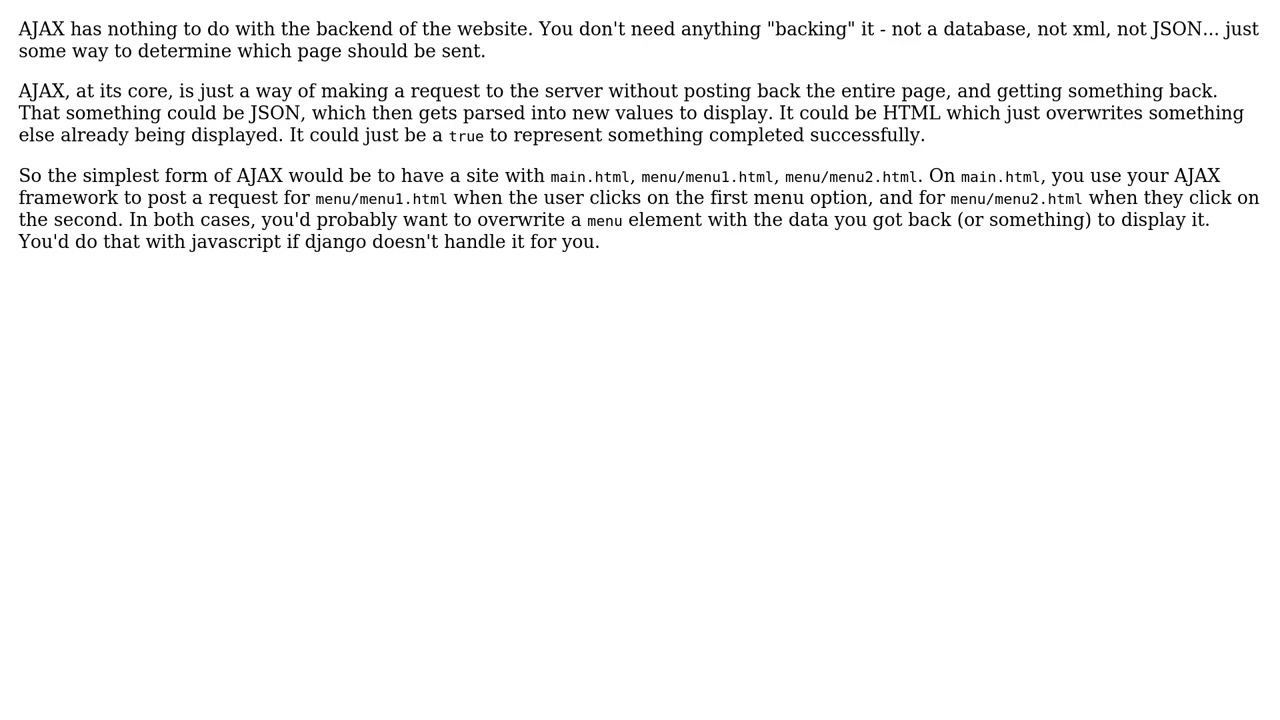 AJAX has nothing to do with the backend of the website. You don't need anything "backing" it - not a database, not xml, not JSON... just
some way to determine which page should be sent.
AJAX, at its core, is just a way of making a request to the server without posting back the entire page, and getting something back.
That something could be JSON, which then gets parsed into new values to display. It could be HTML which just overwrites something
else already being displayed. It could just be a true to represent something completed successfully.
So the simplest form of AJAX would be to have a site with main.html, menu/menu1.html, menu/menu2.html. On main.html, you use your AJAX
framework to post a request for menu/menu1.html when the user clicks on the first menu option, and for menu/menu2.html when they click on
the second. In both cases, you'd probably want to overwrite a menu element with the data you got back (or something) to display it.
You'd do that with javascript if django doesn't handle it for you.